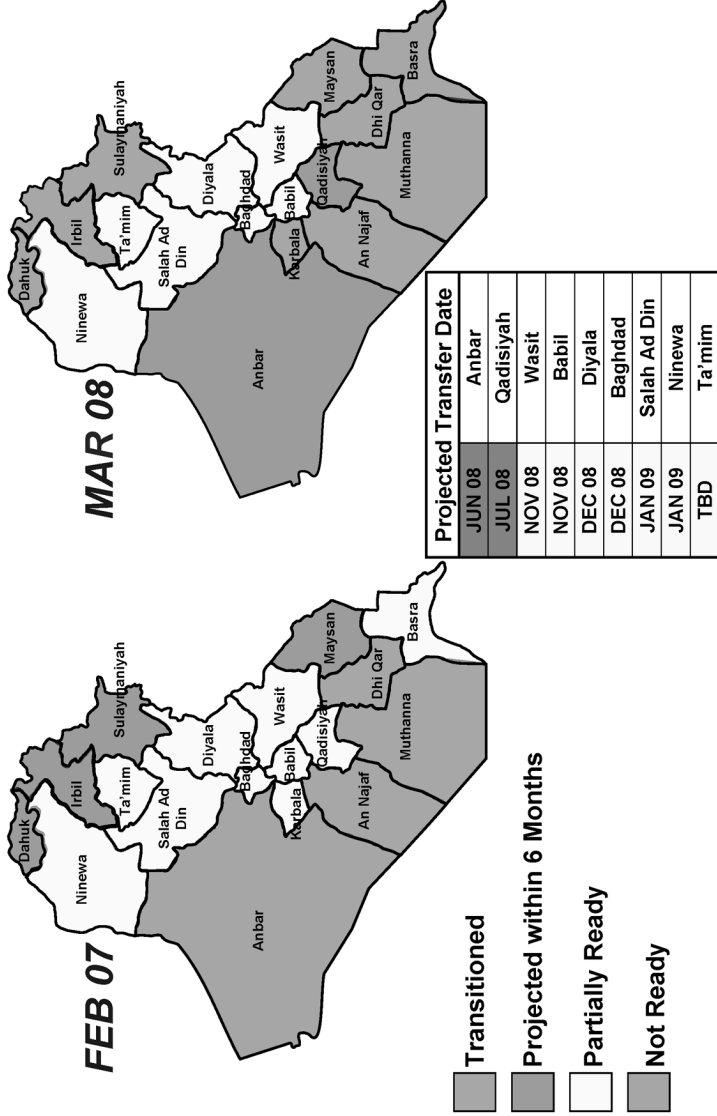 FEB 07
Dahuk
Ninewa
Irbil
Sulaymaniyah
Ta'mim
Salah Ad
Din
Diyala
Baghdad
Anbar
Wasit
Babil
Karbala
Qadisiyah
Maysan
Dhi Qar
An Najaf
Muthanna
Basra
MAR 08
Dahuk
Ninewa
Irbil
Sulaymaniyah
Ta'mim
Salah Ad
Din
Diyala
Baghdad
Anbar
Wasit
Babil
Karbala
Qadisiyah
Maysan
Dhi Qar
An Najaf
Muthanna
Basra
Transitioned
Projected within 6 Months
Partially Ready
Not Ready
Projected Transfer Date
JUN 08 Anbar
JUL 08 Qadisiyah
NOV 08 Wasit
NOV 08 Babil
DEC 08 Diyala
DEC 08 Baghdad
JAN 09 Salah Ad Din
JAN 09 Ninewa
TBD Ta'mim